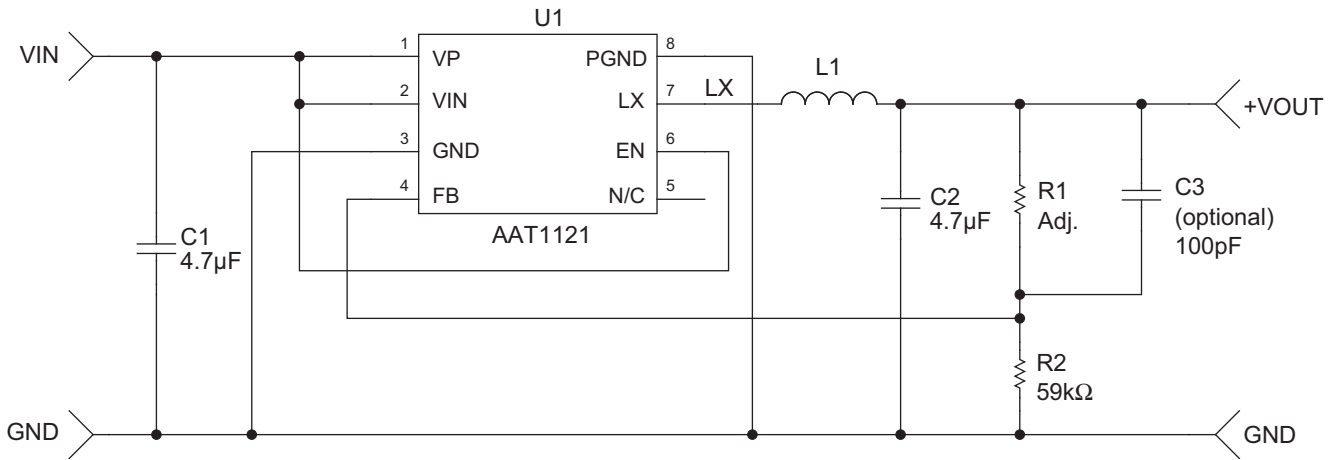 U1
VIN
1
VP
PGND
8
2
VIN
LX
7
LX
L1
+VOUT
3
GND
EN
6
4
FB
N/C
5
AAT1121
C1
4.7µF
C2
4.7µF
R1
Adj.
C3
(optional)
100pF
R2
59kΩ
GND
GND